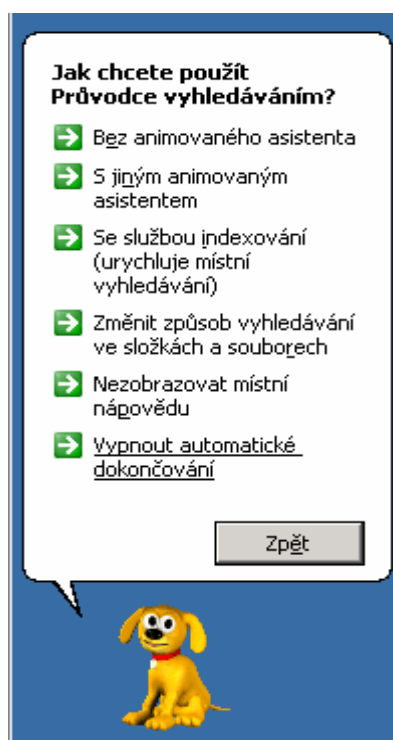 Jak chcete použít
Průvodce vyhledáváním?
Bez animovaného asistenta
S jiným animovaným
asistentem
Se službou indexování
(urychluje místní
vyhledávání)
Změnit způsob vyhledávání
ve složkách a souborech
Nezobrazovat místní
nápovědu
Vypnout automatické
dokončování
Zpět